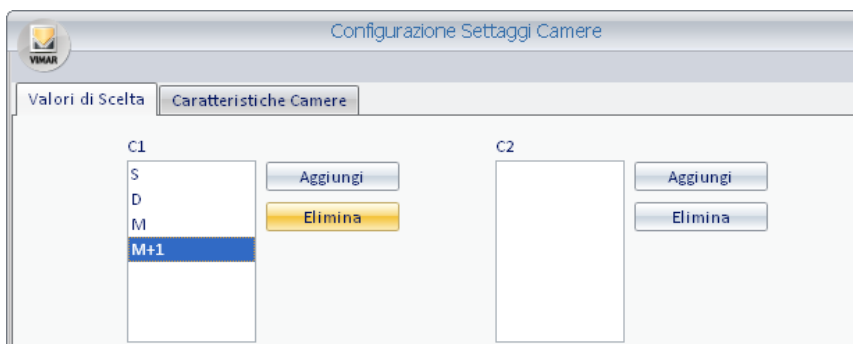 Configurazione Settaggi Camere
VIMAR
Valori di Scelta Caratteristiche Camere
C1 C2
S Aggiungi Aggiungi
D
M Elimina Elimina
M+1